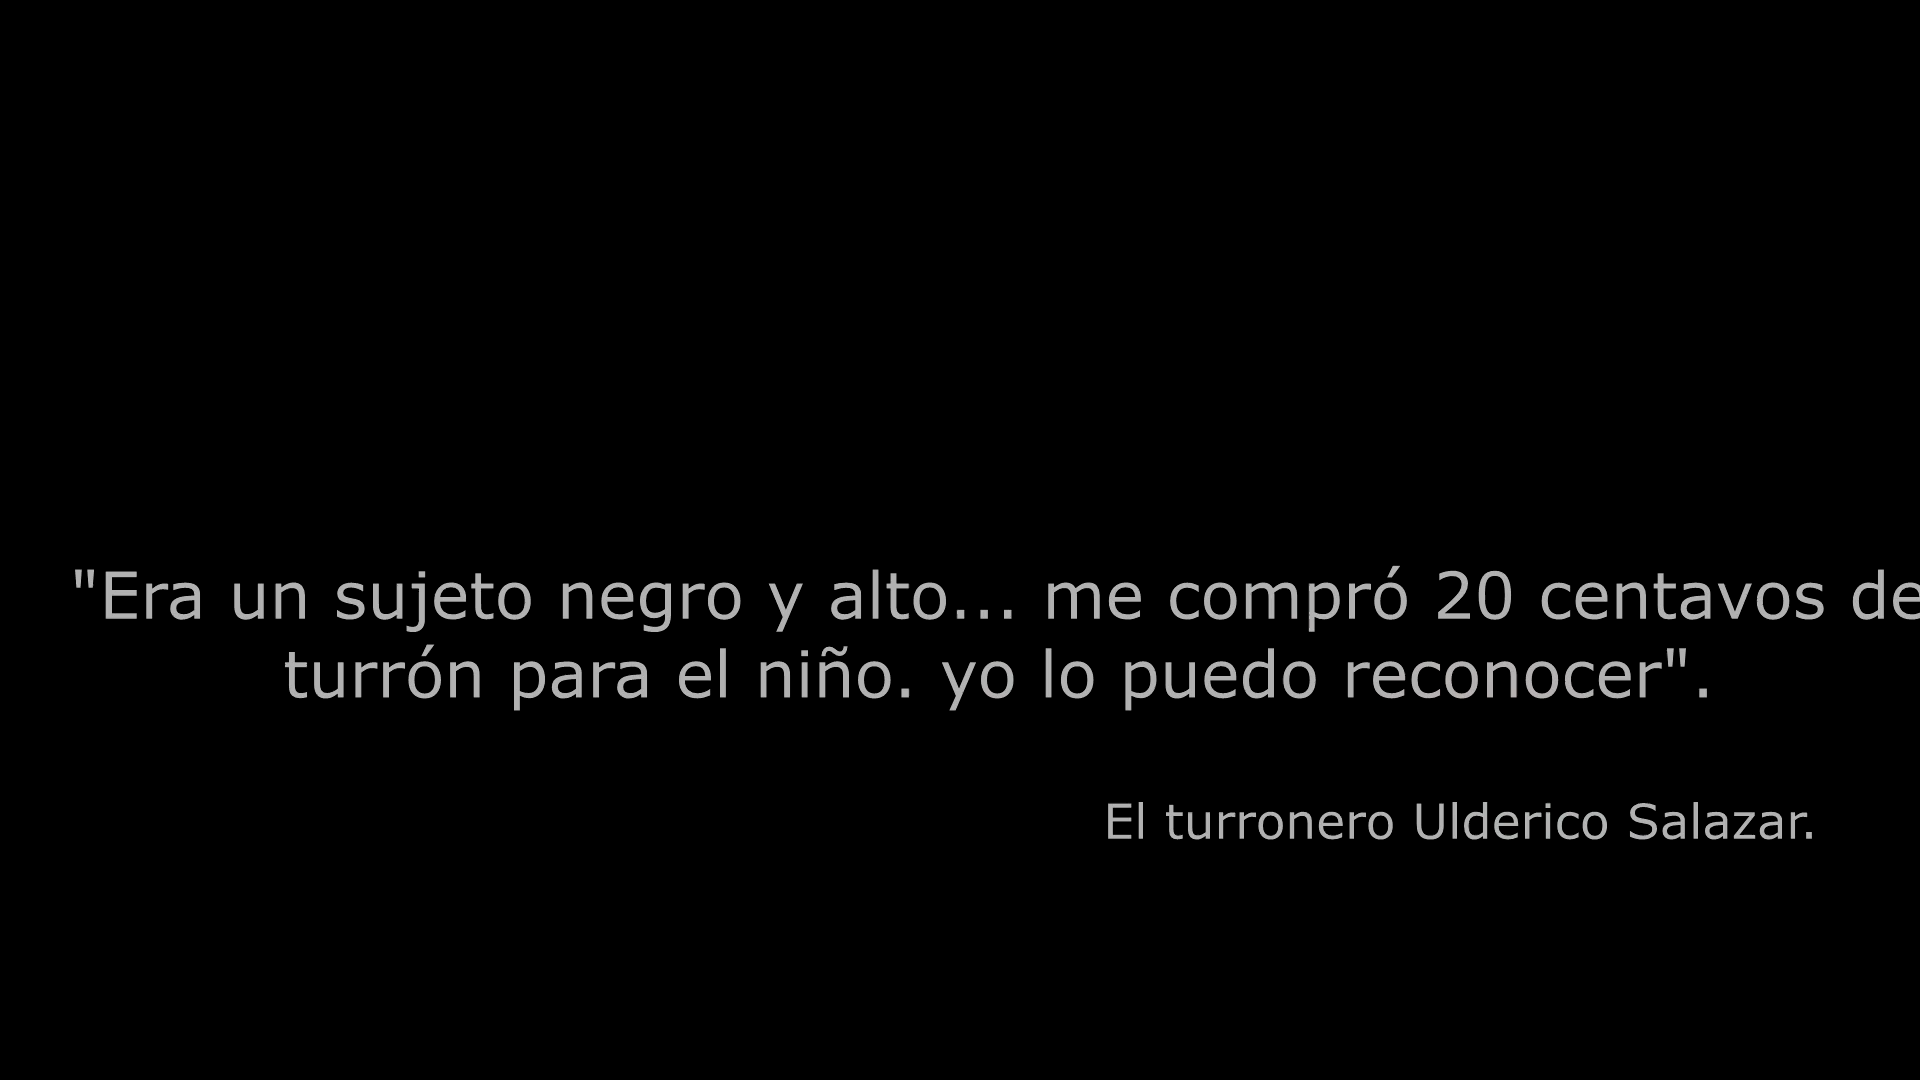 "Era un sujeto negro y alto... me compró 20 centavos de
turrón para el niño. yo lo puedo reconocer".
El turronero Ulderico Salazar.